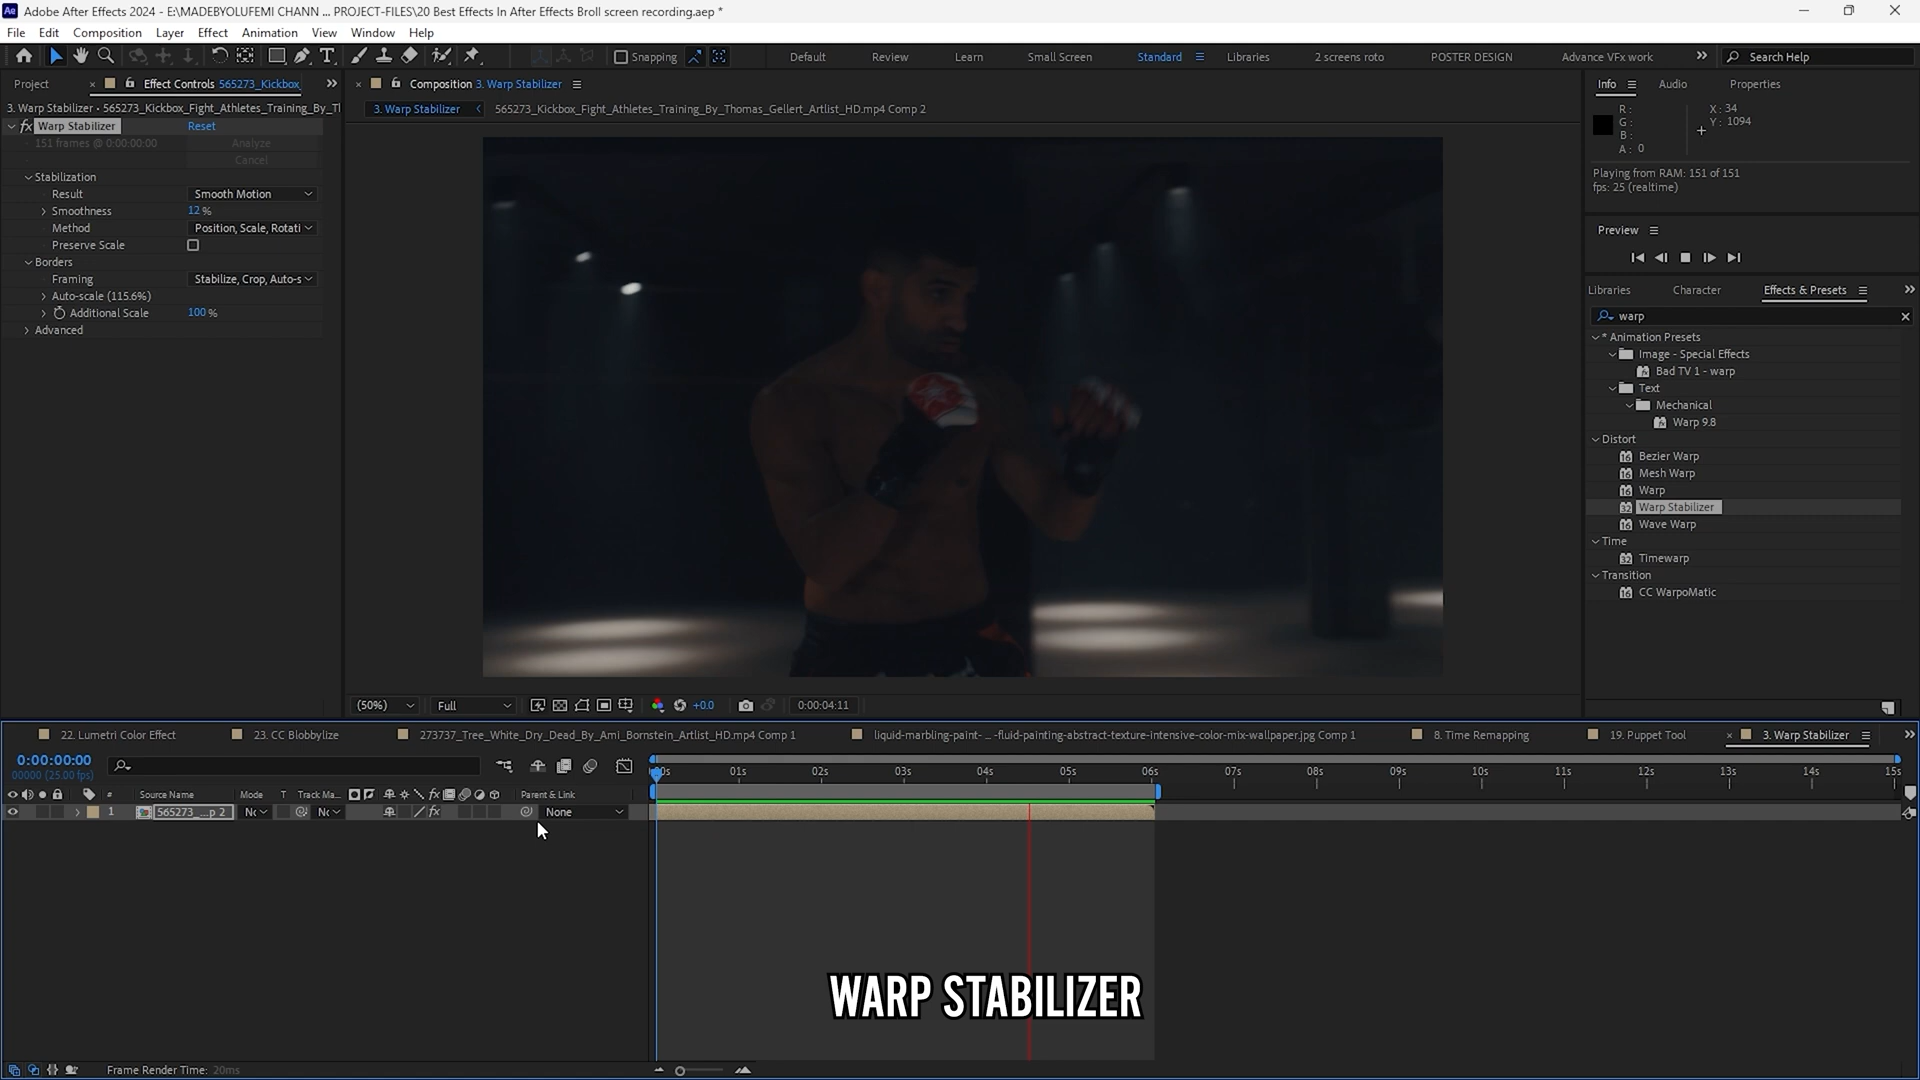 Adobe After Effects 2024 - E:\MADEBYOLUFEMI CHANN ... PROJECT-FILES\20 Best Effects In After Effects Broll screen recording.aep *
File Edit Composition Layer Effect Animation View Window Help
Snapping Default Review Learn Small Screen Standard Libraries 2 screens roto POSTER DESIGN Advance VFx work Search Help
Project Effect Controls 565273_Kickbox
3. Warp Stabilizer • 565273_Kickbox_Fight_Athletes_Training_By_Tl
fx Warp Stabilizer Reset
151 frames @ 0:00:00:00 Analyze
Cancel
Stabilization
Result Smooth Motion
Smoothness 12 %
Method Position, Scale, Rotati
Preserve Scale
Borders
Framing Stabilize, Crop, Auto-s
Auto-scale (115.6%)
Additional Scale 100 %
Advanced
Composition 3. Warp Stabilizer
3. Warp Stabilizer 565273_Kickbox_Fight_Athletes_Training_By_Thomas_Gellert_Artlist_HD.mp4 Comp 2
(50%) Full +0.0 0:00:04:11
Info Audio Properties
R : X : 34
G : Y : 1094
B :
A : 0
Playing from RAM: 151 of 151
fps: 25 (realtime)
Preview
Libraries Character Effects & Presets
warp
* Animation Presets
Image - Special Effects
Bad TV 1 - warp
Text
Mechanical
Warp 9.8
Distort
Bezier Warp
Mesh Warp
Warp
Warp Stabilizer
Wave Warp
Time
Timewarp
Transition
CC WarpoMatic
22. Lumetri Color Effect 23. CC Blobbylize 273737_Tree_White_Dry_Dead_By_Ami_Bornstein_Artlist_HD.mp4 Comp 1 liquid-marbling-paint- ... -fluid-painting-abstract-texture-intensive-color-mix-wallpaper.jpg Comp 1 8. Time Remapping 19. Puppet Tool 3. Warp Stabilizer
0:00:00:00
00000 (25.00 fps)
01s 02s 03s 04s 05s 06s 07s 08s 09s 10s 11s 12s 13s 14s 15s
# Source Name Mode T Track Ma... fx Parent & Link
1 565273_...p 2 fx None
WARP STABILIZER
Frame Render Time: 20ms